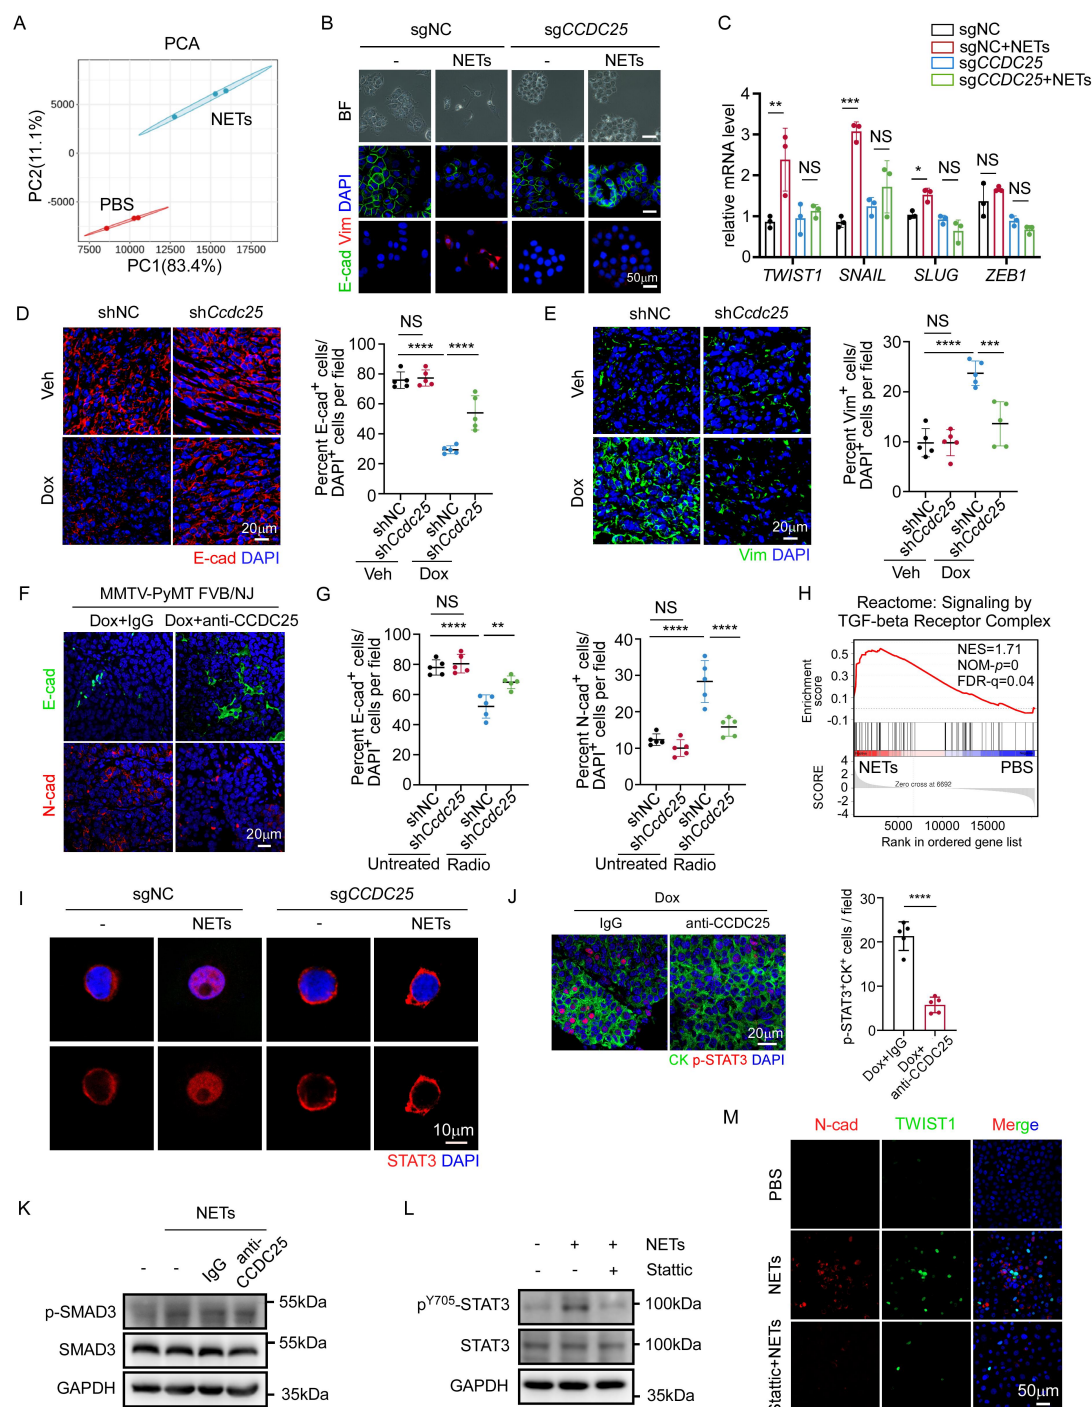 A
PCA
PC2(11.1%)
5000
0
-5000
NETs
PBS
7500
10000
12500
15000
17500
PC1(83.4%)
B
sgNC
sgCCDC25
-
NETs
-
NETs
BF
E-cad Vim DAPI
50μm
C
sgNC
sgNC+NETs
sgCCDC25
sgCCDC25+NETs
relative mRNA level
4
3
2
1
0
**
NS
***
NS
*
NS
NS
NS
TWIST1
SNAIL
SLUG
ZEB1
D
shNC
shCcdc25
Veh
Dox
20μm
E-cad DAPI
Percent E-cad+ cells/
DAPI+ cells per field
100
80
60
40
20
0
NS
****
****
shNC
shCcdc25
shNC
shCcdc25
Veh
Dox
E
shNC
shCcdc25
Veh
Dox
20μm
Vim DAPI
Percent Vim+ cells/
DAPI+ cells per field
30
20
10
0
NS
****
***
shNC
shCcdc25
shNC
shCcdc25
Veh
Dox
F
MMTV-PyMT FVB/NJ
Dox+IgG
Dox+anti-CCDC25
E-cad
N-cad
20μm
G
Percent E-cad+ cells/
DAPI+ cells per field
100
80
60
40
20
0
NS
****
**
shNC
shCcdc25
shNC
shCcdc25
Untreated
Radio
Percent N-cad+ cells/
DAPI+ cells per field
40
30
20
10
0
NS
****
****
shNC
shCcdc25
shNC
shCcdc25
Untreated
Radio
H
Reactome: Signaling by
TGF-beta Receptor Complex
NES=1.71
NOM-p=0
FDR-q=0.04
Enrichment
score
0.5
0.3
0.1
-0.1
NETs
PBS
Zero cross at 6692
SCORE
4
2
0
-2
-4
5000
10000
15000
Rank in ordered gene list
I
sgNC
sgCCDC25
-
NETs
-
NETs
10μm
STAT3 DAPI
J
Dox
IgG
anti-CCDC25
20μm
CK p-STAT3 DAPI
p-STAT3+CK+ cells / field
30
20
10
0
****
Dox+IgG
Dox+
anti-CCDC25
K
NETs
-
-
IgG
anti-
CCDC25
p-SMAD3
55kDa
SMAD3
55kDa
GAPDH
35kDa
L
- + + NETs
- - + Stattic
pY705-STAT3
100kDa
STAT3
100kDa
GAPDH
35kDa
M
N-cad
TWIST1
Merge
PBS
NETs
Stattic+NETs
50μm